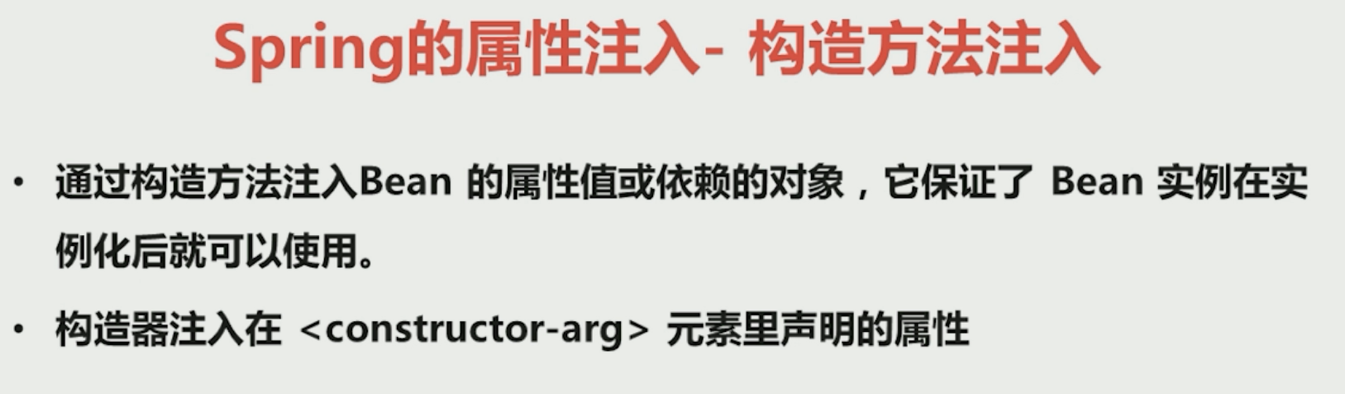 Spring的属性注入- 构造方法注入
• 通过构造方法注入Bean 的属性值或依赖的对象，它保证了 Bean 实例在实
例化后就可以使用。
• 构造器注入在 <constructor-arg> 元素里声明的属性